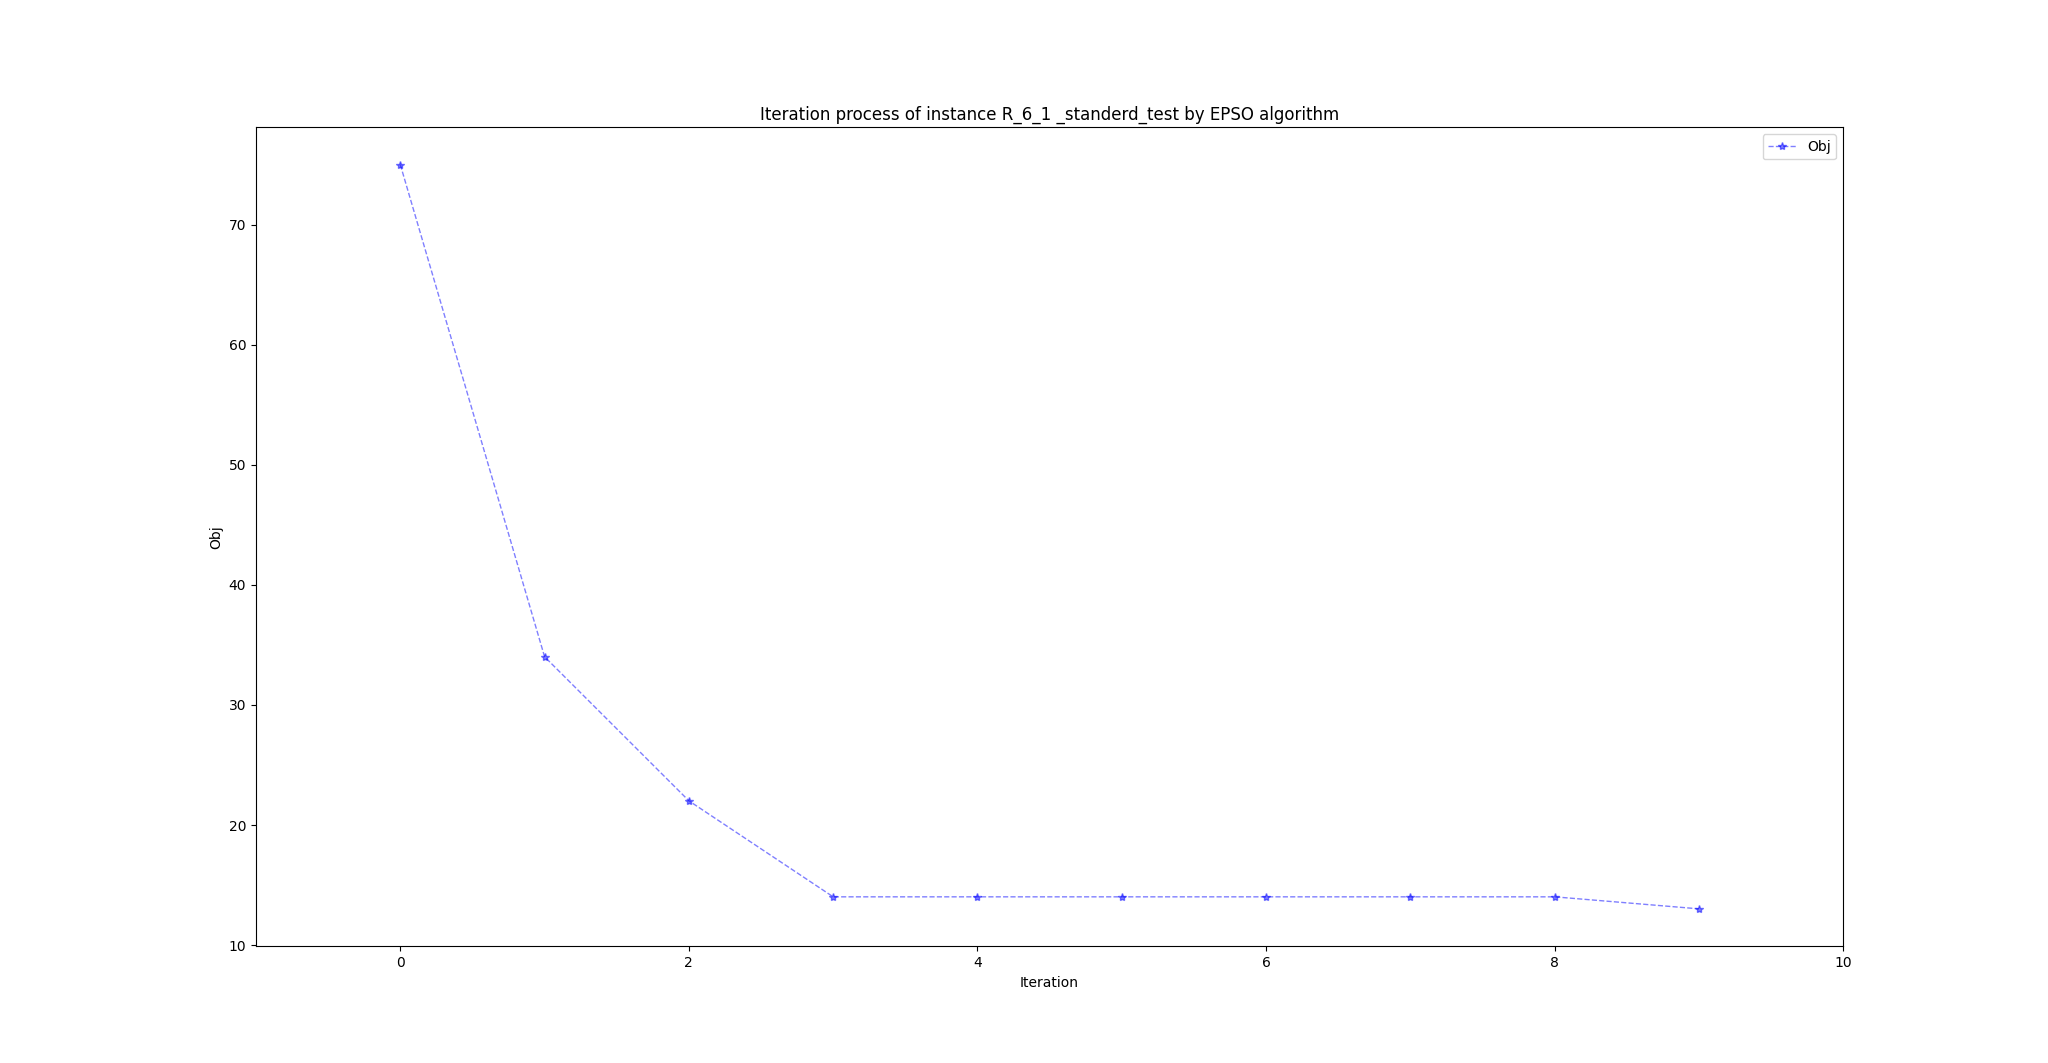 Iteration process of instance R_6_1 _standerd_test by EPSO algorithm
Obj
70
60
50
40
30
20
10
Obj
0 2 4 6 8 10
Iteration